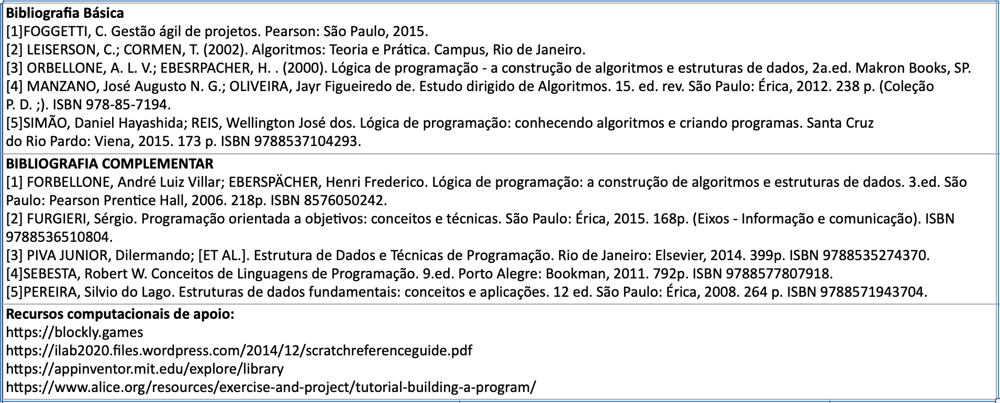 Bibliografia Básica
[1]FOGGETTI, C. Gestão ágil de projetos. Pearson: São Paulo, 2015.
[2] LEISERSON, C.; CORMEN, T. (2002). Algoritmos: Teoria e Prática. Campus, Rio de Janeiro.
[3] ORBELLONE, A. L. V.; EBESRPACHER, H. . (2000). Lógica de programação - a construção de algoritmos e estruturas de dados, 2a.ed. Makron Books, SP.
[4] MANZANO, José Augusto N. G.; OLIVEIRA, Jayr Figueiredo de. Estudo dirigido de Algoritmos. 15. ed. rev. São Paulo: Érica, 2012. 238 p. (Coleção
P. D. ;). ISBN 978-85-7194.
[5]SIMÃO, Daniel Hayashida; REIS, Wellington José dos. Lógica de programação: conhecendo algoritmos e criando programas. Santa Cruz
do Rio Pardo: Viena, 2015. 173 p. ISBN 9788537104293.
BIBLIOGRAFIA COMPLEMENTAR
[1] FORBELLONE, André Luiz Villar; EBERSPÄCHER, Henri Frederico. Lógica de programação: a construção de algoritmos e estruturas de dados. 3.ed. São
Paulo: Pearson Prentice Hall, 2006. 218p. ISBN 8576050242.
[2] FURGIERI, Sérgio. Programação orientada a objetivos: conceitos e técnicas. São Paulo: Érica, 2015. 168p. (Eixos - Informação e comunicação). ISBN
9788536510804.
[3] PIVA JUNIOR, Dilermando; [ET AL.]. Estrutura de Dados e Técnicas de Programação. Rio de Janeiro: Elsevier, 2014. 399p. ISBN 9788535274370.
[4]SEBESTA, Robert W. Conceitos de Linguagens de Programação. 9.ed. Porto Alegre: Bookman, 2011. 792p. ISBN 9788577807918.
[5]PEREIRA, Silvio do Lago. Estruturas de dados fundamentais: conceitos e aplicações. 12 ed. São Paulo: Érica, 2008. 264 p. ISBN 9788571943704.
Recursos computacionais de apoio:
https://blockly.games
https://ilab2020.files.wordpress.com/2014/12/scratchreferenceguide.pdf
https://appinventor.mit.edu/explore/library
https://www.alice.org/resources/exercise-and-project/tutorial-building-a-program/